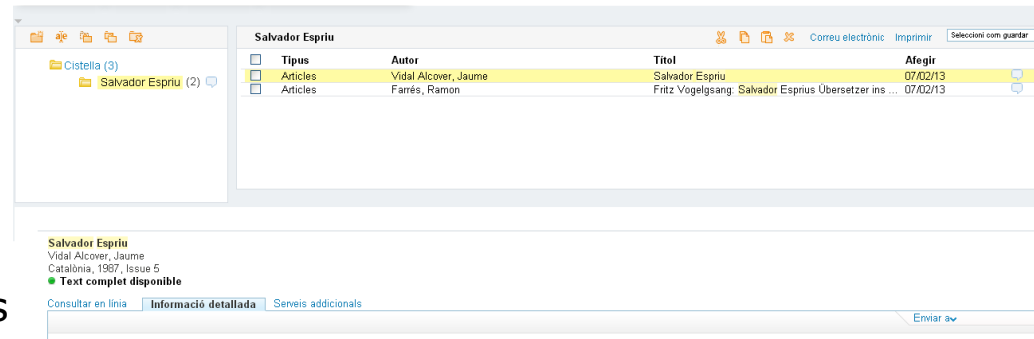 Cistella (3)
Salvador Espriu (2)
Salvador Espriu
Correu electrònic Imprimir Seleccioni com guardar
Tipus Autor Títol Afegir
Articles Vidal Alcover, Jaume Salvador Espriu 07/02/13
Articles Farrés, Ramon Fritz Vogelgsang: Salvador Esprius Übersetzer ins ... 07/02/13
Salvador Espriu
Vidal Alcover, Jaume
Catalònia, 1987, Issue 5
Text complet disponible
s
Consultar en línia Informació detallada Serveis addicionals
Enviar a